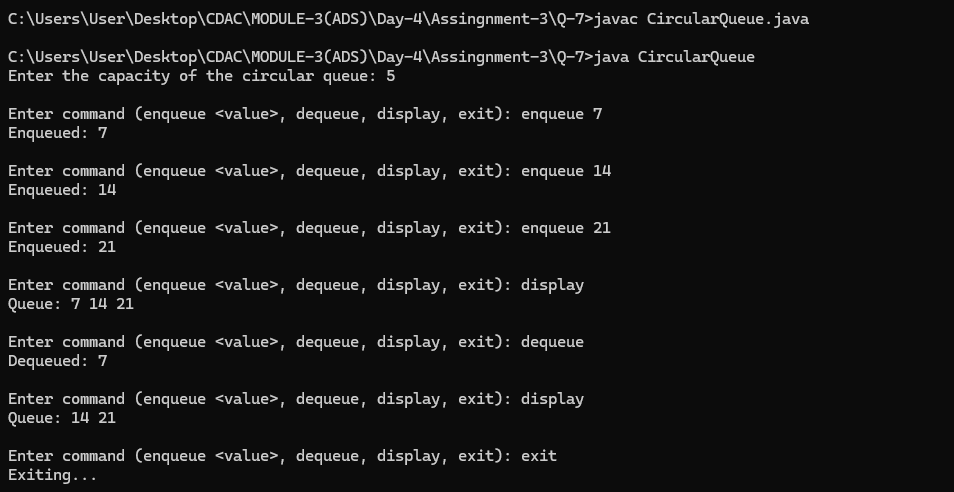 C:\Users\User\Desktop\CDAC\MODULE-3(ADS)\Day-4\Assingnment-3\Q-7>javac CircularQueue.java
C:\Users\User\Desktop\CDAC\MODULE-3(ADS)\Day-4\Assingnment-3\Q-7>java CircularQueue
Enter the capacity of the circular queue: 5
Enter command (enqueue <value>, dequeue, display, exit): enqueue 7
Enqueued: 7
Enter command (enqueue <value>, dequeue, display, exit): enqueue 14
Enqueued: 14
Enter command (enqueue <value>, dequeue, display, exit): enqueue 21
Enqueued: 21
Enter command (enqueue <value>, dequeue, display, exit): display
Queue: 7 14 21
Enter command (enqueue <value>, dequeue, display, exit): dequeue
Dequeued: 7
Enter command (enqueue <value>, dequeue, display, exit): display
Queue: 14 21
Enter command (enqueue <value>, dequeue, display, exit): exit
Exiting...